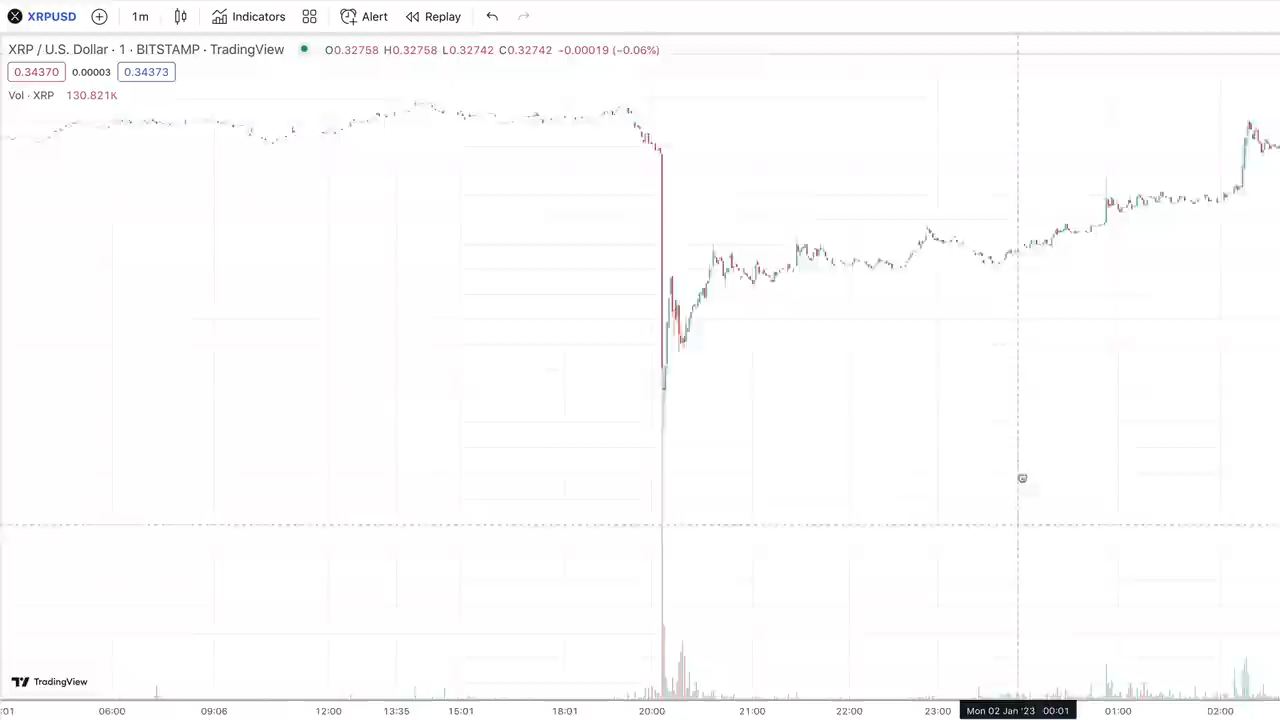 XRPUSD 1m Indicators Alert Replay
XRP / U.S. Dollar · 1 · BITSTAMP · TradingView O0.32758 H0.32758 L0.32742 C0.32742 -0.00019 (-0.06%)
0.34370 0.00003 0.34373
Vol · XRP 130.821K
TradingView
:01 06:00 09:06 12:00 13:35 15:01 18:01 20:00 21:00 22:00 23:00 Mon 02 Jan '23 00:01 01:00 02:00